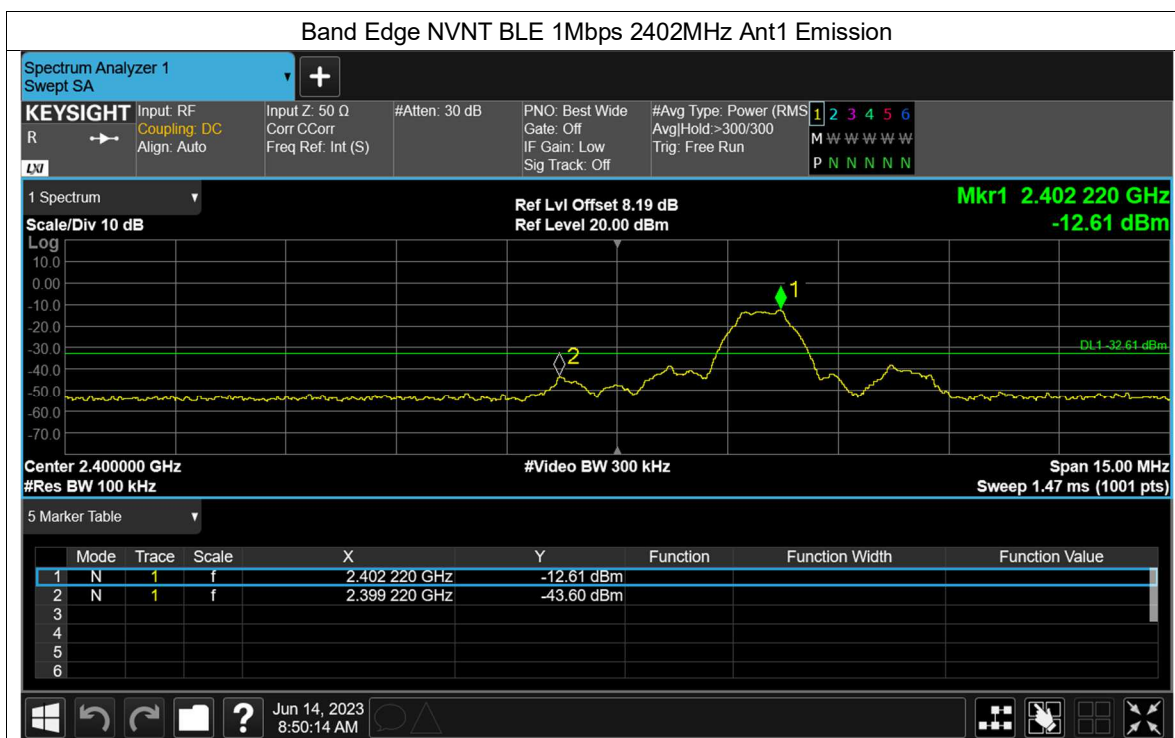 Band Edge NVNT BLE 1Mbps 2402MHz Ant1 Emission
Spectrum Analyzer 1
Swept SA
+
KEYSIGHT
R
LXI
Input: RF
Coupling: DC
Align: Auto
Input Z: 50 Ω
Corr CCorr
Freq Ref: Int (S)
#Atten: 30 dB
PNO: Best Wide
Gate: Off
IF Gain: Low
Sig Track: Off
#Avg Type: Power (RMS
Avg|Hold:>300/300
Trig: Free Run
1 2 3 4 5 6
M W W W W W
P N N N N N
1 Spectrum
Scale/Div 10 dB
Ref Lvl Offset 8.19 dB
Ref Level 20.00 dBm
Mkr1 2.402 220 GHz
-12.61 dBm
Log
10.0
0.00
-10.0
-20.0
-30.0
-40.0
-50.0
-60.0
-70.0
1
2
DL1 -32.61 dBm
Center 2.400000 GHz
#Video BW 300 kHz
Span 15.00 MHz
#Res BW 100 kHz
Sweep 1.47 ms (1001 pts)
5 Marker Table
Mode Trace Scale X Y Function Function Width Function Value
1 N 1 f 2.402 220 GHz -12.61 dBm
2 N 1 f 2.399 220 GHz -43.60 dBm
3
4
5
6
?
Jun 14, 2023
8:50:14 AM